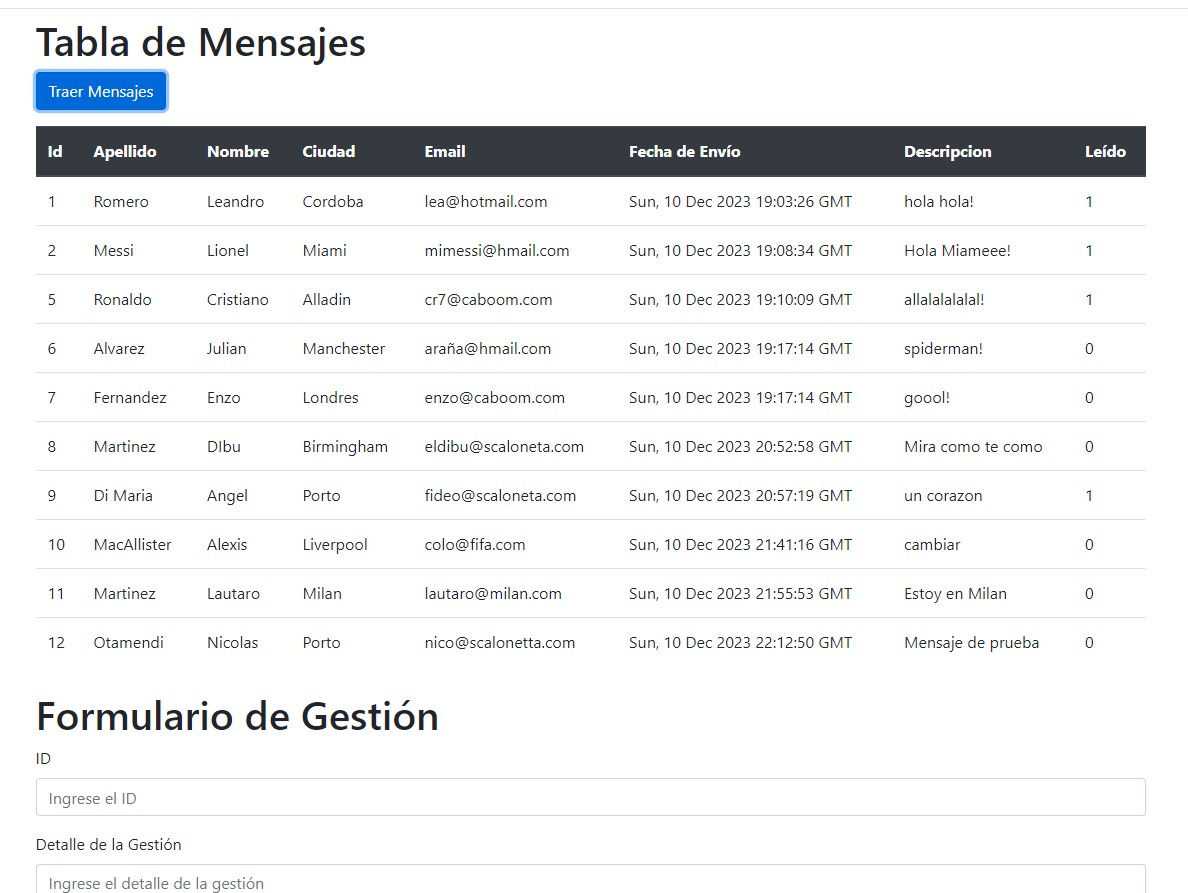 Tabla de Mensajes
Traer Mensajes
Id Apellido Nombre Ciudad Email Fecha de Envío Descripcion Leído
1 Romero Leandro Cordoba lea@hotmail.com Sun, 10 Dec 2023 19:03:26 GMT hola hola! 1
2 Messi Lionel Miami mimessi@hmail.com Sun, 10 Dec 2023 19:08:34 GMT Hola Miameee! 1
5 Ronaldo Cristiano Alladin cr7@caboom.com Sun, 10 Dec 2023 19:10:09 GMT allalalalalal! 1
6 Alvarez Julian Manchester araña@hmail.com Sun, 10 Dec 2023 19:17:14 GMT spiderman! 0
7 Fernandez Enzo Londres enzo@caboom.com Sun, 10 Dec 2023 19:17:14 GMT goool! 0
8 Martinez DIbu Birmingham eldibu@scaloneta.com Sun, 10 Dec 2023 20:52:58 GMT Mira como te como 0
9 Di Maria Angel Porto fideo@scaloneta.com Sun, 10 Dec 2023 20:57:19 GMT un corazon 1
10 MacAllister Alexis Liverpool colo@fifa.com Sun, 10 Dec 2023 21:41:16 GMT cambiar 0
11 Martinez Lautaro Milan lautaro@milan.com Sun, 10 Dec 2023 21:55:53 GMT Estoy en Milan 0
12 Otamendi Nicolas Porto nico@scalonetta.com Sun, 10 Dec 2023 22:12:50 GMT Mensaje de prueba 0
Formulario de Gestión
ID
Ingrese el ID
Detalle de la Gestión
Ingrese el detalle de la gestión